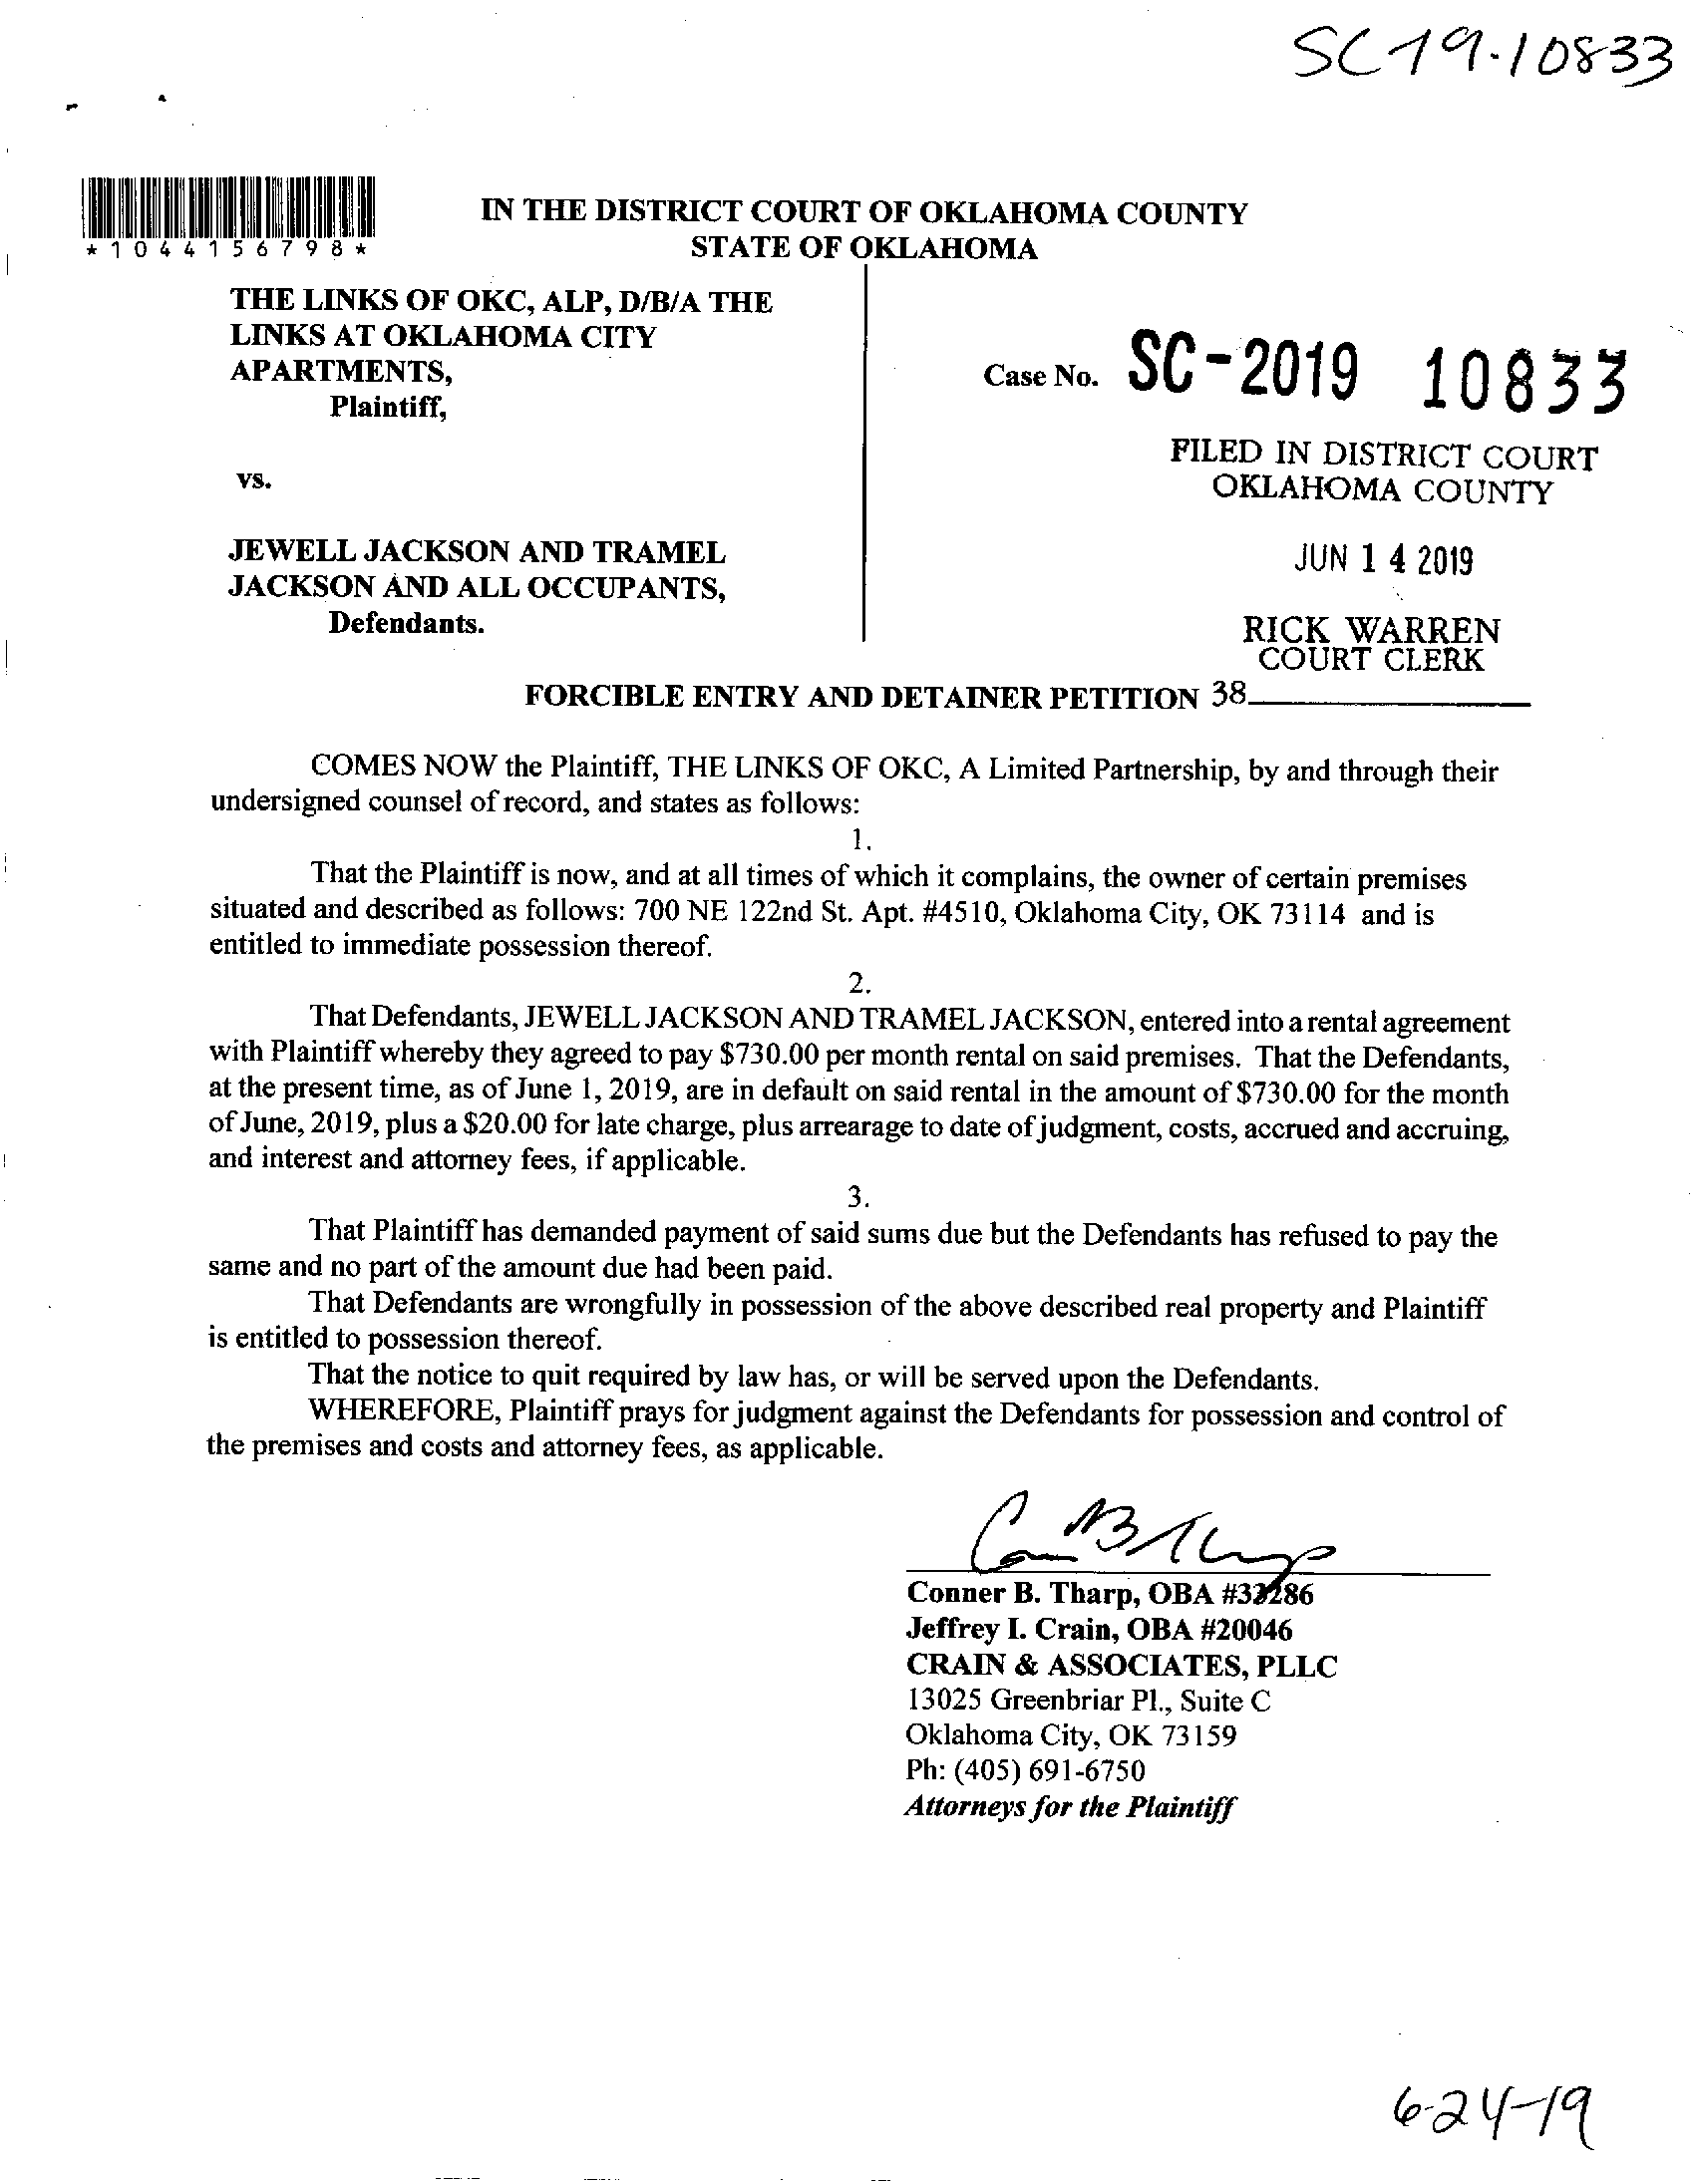 SC19-10833
*1044156798*
IN THE DISTRICT COURT OF OKLAHOMA COUNTY
STATE OF OKLAHOMA
THE LINKS OF OKC, ALP, D/B/A THE
LINKS AT OKLAHOMA CITY
APARTMENTS,
Plaintiff,
vs.
JEWELL JACKSON AND TRAMEL
JACKSON AND ALL OCCUPANTS,
Defendants.
Case No. SC-2019 10833
FILED IN DISTRICT COURT
OKLAHOMA COUNTY
JUN 14 2019
RICK WARREN
COURT CLERK
38
FORCIBLE ENTRY AND DETAINER PETITION
COMES NOW the Plaintiff, THE LINKS OF OKC, A Limited Partnership, by and through their
undersigned counsel of record, and states as follows:
1.
That the Plaintiff is now, and at all times of which it complains, the owner of certain premises
situated and described as follows: 700 NE 122nd St. Apt. #4510, Oklahoma City, OK 73114 and is
entitled to immediate possession thereof.
2.
That Defendants, JEWELL JACKSON AND TRAMEL JACKSON, entered into a rental agreement
with Plaintiff whereby they agreed to pay $730.00 per month rental on said premises. That the Defendants,
at the present time, as of June 1, 2019, are in default on said rental in the amount of $730.00 for the month
of June, 2019, plus a $20.00 for late charge, plus arrearage to date of judgment, costs, accrued and accruing,
and interest and attorney fees, if applicable.
3.
That Plaintiff has demanded payment of said sums due but the Defendants has refused to pay the
same and no part of the amount due had been paid.
That Defendants are wrongfully in possession of the above described real property and Plaintiff
is entitled to possession thereof.
That the notice to quit required by law has, or will be served upon the Defendants.
WHEREFORE, Plaintiff prays for judgment against the Defendants for possession and control of
the premises and costs and attorney fees, as applicable.
Conner B. Tharp, OBA #33286
Jeffrey I. Crain, OBA #20046
CRAIN & ASSOCIATES, PLLC
13025 Greenbriar Pl., Suite C
Oklahoma City, OK 73159
Ph: (405) 691-6750
Attorneys for the Plaintiff
6-24-19